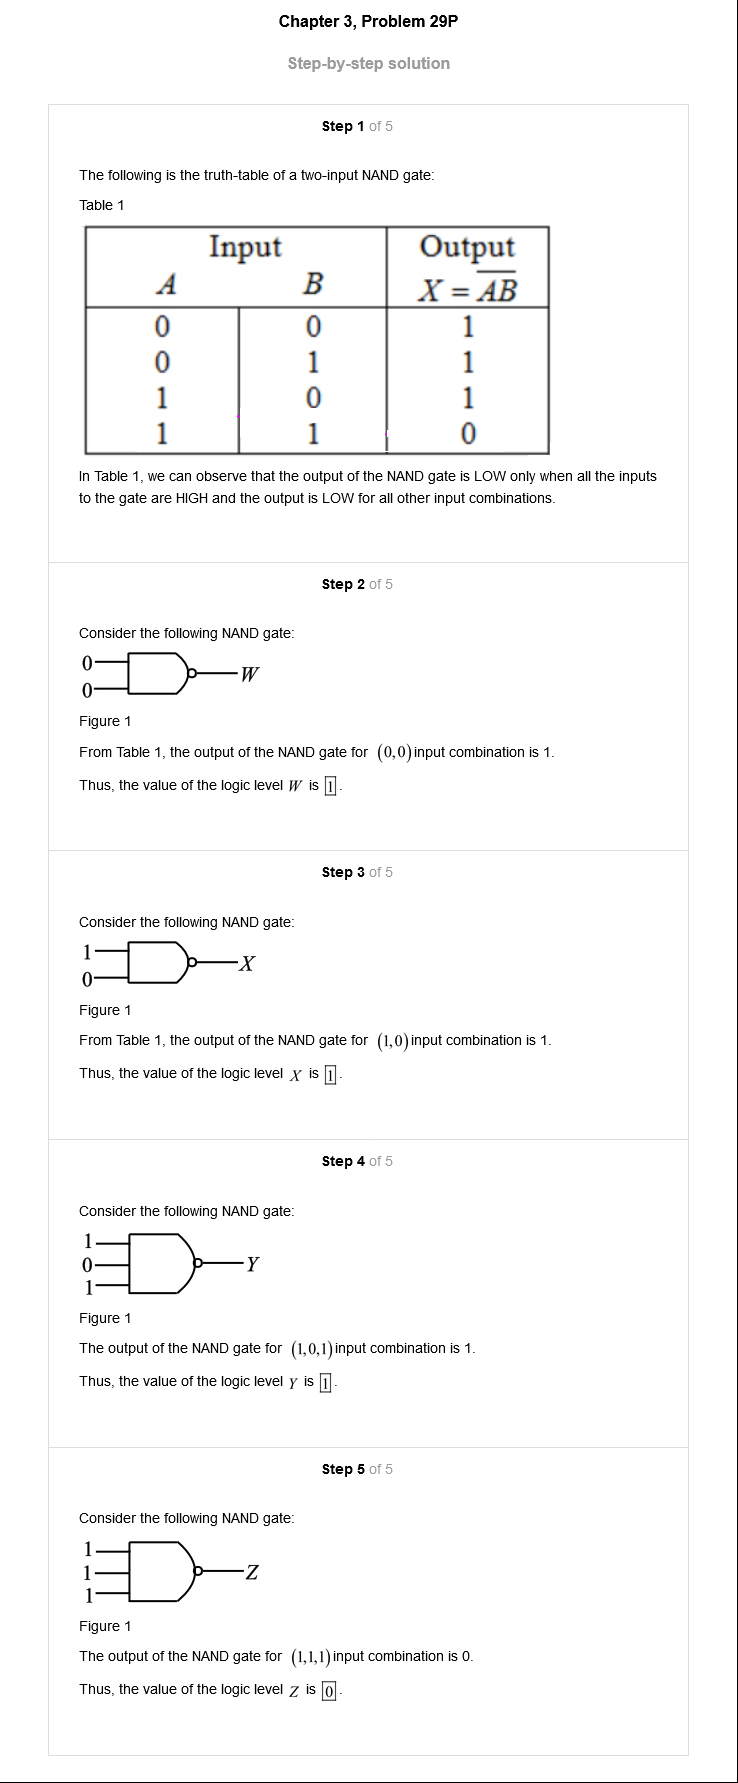 Chapter 3, Problem 29P
Step-by-step solution
Step 1 of 5
The following is the truth-table of a two-input NAND gate:
Table 1
Input Output
A B X = \overline{AB}
0 0 1
0 1 1
1 0 1
1 1 0
In Table 1, we can observe that the output of the NAND gate is LOW only when all the inputs
to the gate are HIGH and the output is LOW for all other input combinations.
Step 2 of 5
Consider the following NAND gate:
0
W
0
Figure 1
From Table 1, the output of the NAND gate for (0,0) input combination is 1.
Thus, the value of the logic level W is 1.
Step 3 of 5
Consider the following NAND gate:
1
X
0
Figure 1
From Table 1, the output of the NAND gate for (1,0) input combination is 1.
Thus, the value of the logic level X is 1.
Step 4 of 5
Consider the following NAND gate:
1
0 Y
1
Figure 1
The output of the NAND gate for (1,0,1) input combination is 1.
Thus, the value of the logic level Y is 1.
Step 5 of 5
Consider the following NAND gate:
1
1 Z
1
Figure 1
The output of the NAND gate for (1,1,1) input combination is 0.
Thus, the value of the logic level Z is 0.